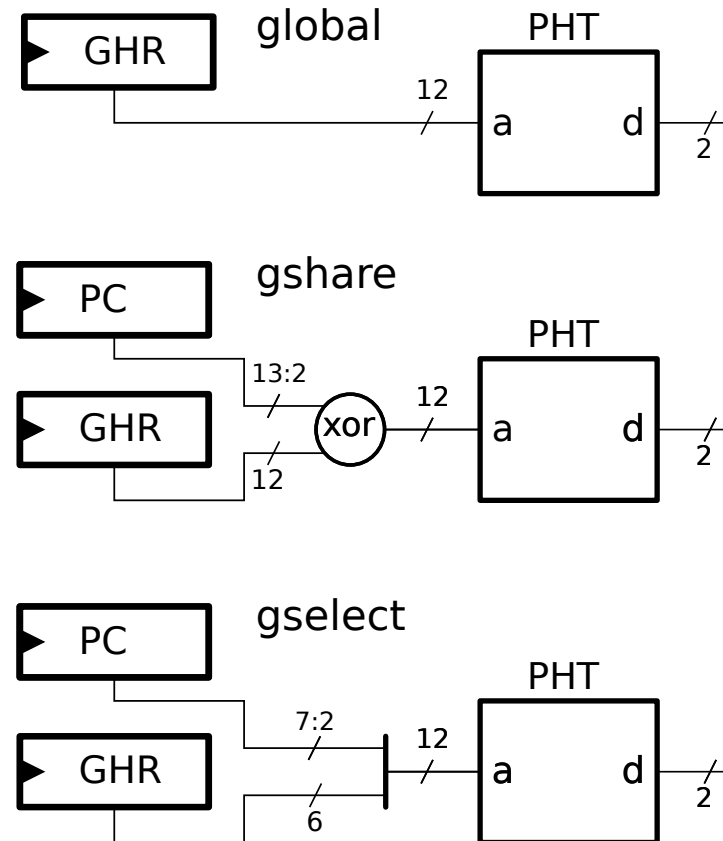 global
GHR
12
PHT
a d
2
gshare
PC
GHR
13:2
12
xor
12
PHT
a d
2
gselect
PC
GHR
7:2
6
12
PHT
a d
2